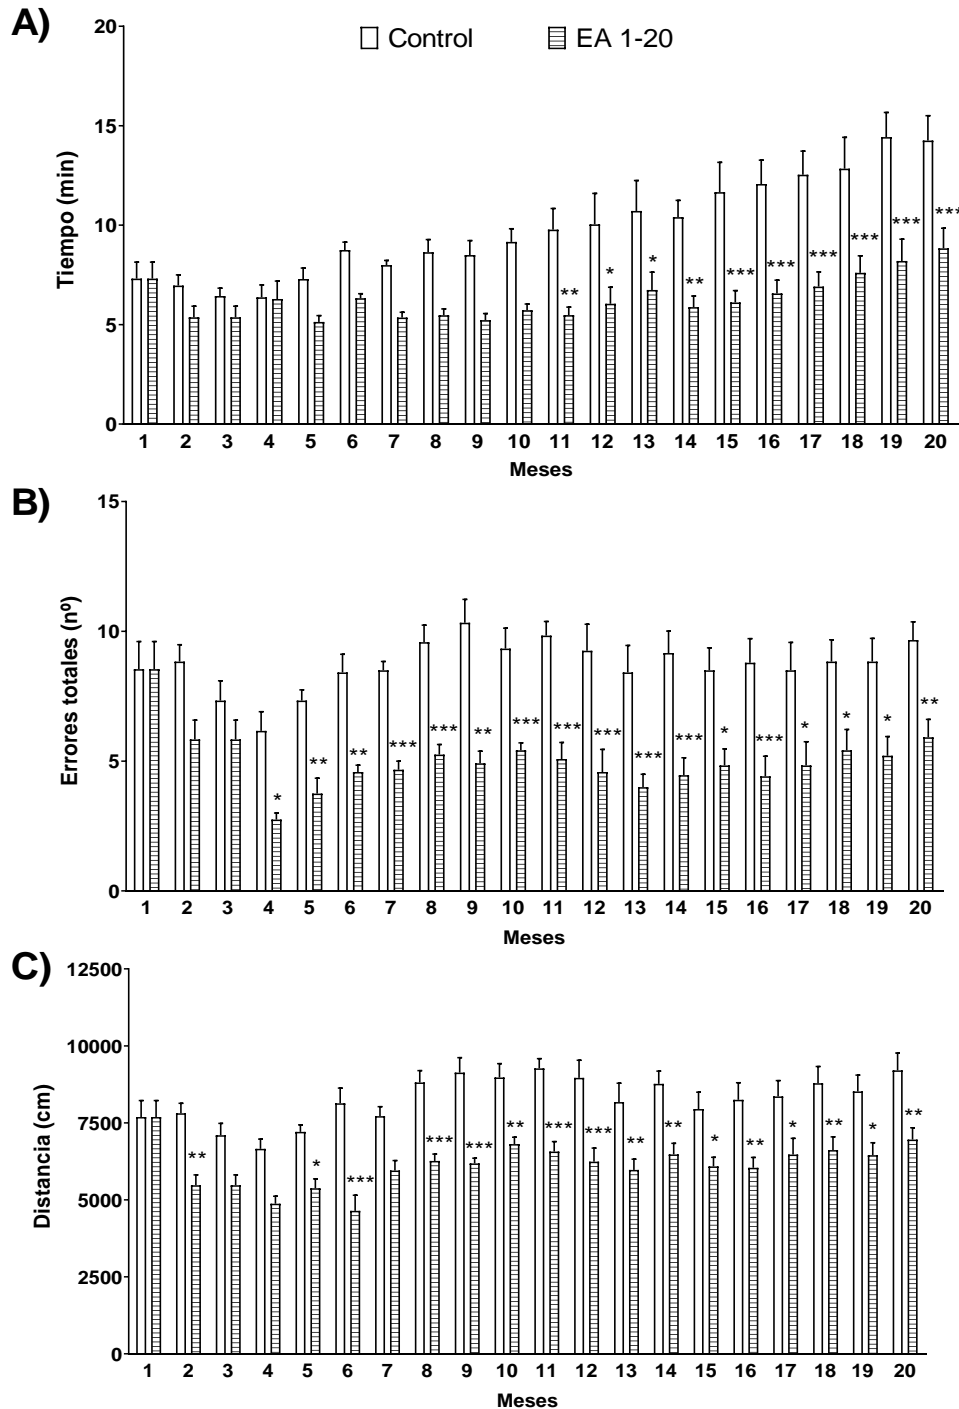 A)
Control EA 1-20
20
15
10
5
0
Tiempo (min)
** * * ** *** *** *** *** *** ***
1 2 3 4 5 6 7 8 9 10 11 12 13 14 15 16 17 18 19 20
Meses
B)
15
10
5
0
Errores totales (nº)
* ** ** *** *** ** *** *** *** *** *** * *** * * * **
1 2 3 4 5 6 7 8 9 10 11 12 13 14 15 16 17 18 19 20
Meses
C)
12500
10000
7500
5000
2500
0
Distancia (cm)
** * *** *** *** ** *** *** ** ** * ** * ** * **
1 2 3 4 5 6 7 8 9 10 11 12 13 14 15 16 17 18 19 20
Meses